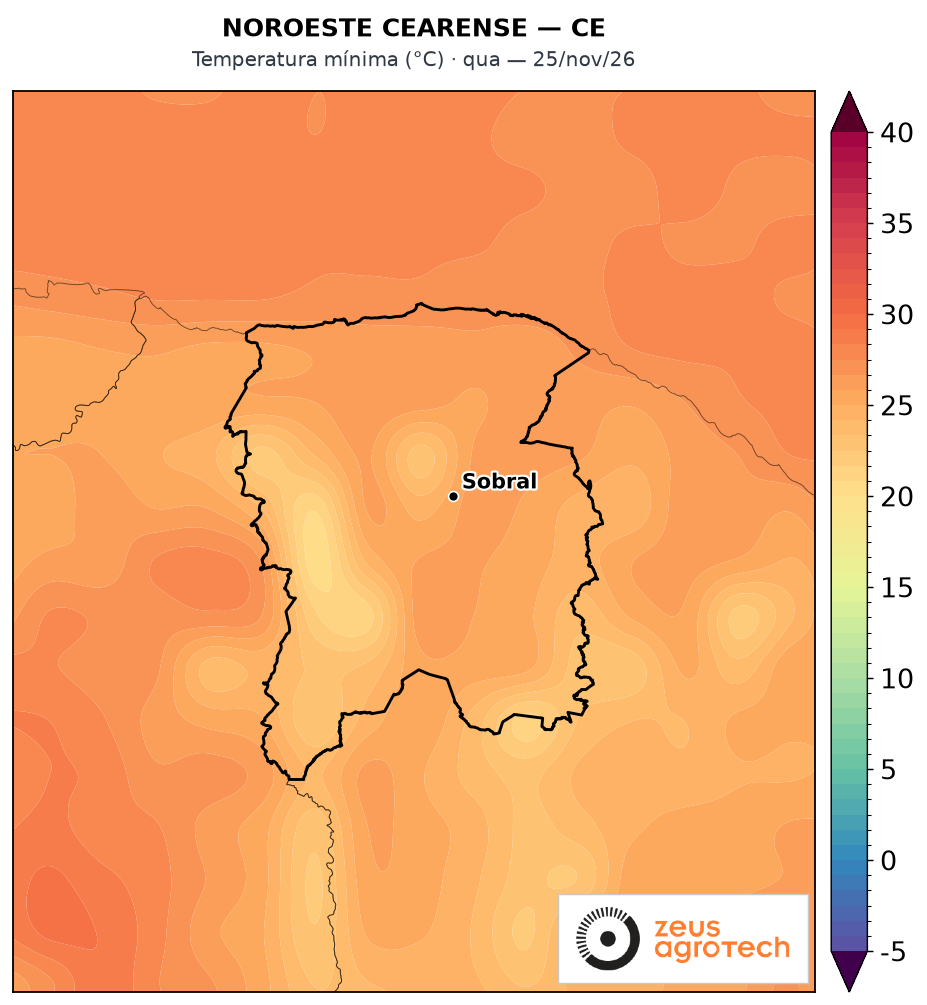 NOROESTE CEARENSE — CE
Temperatura mínima (°C) · qua — 25/nov/26
40
35
30
25
20
15
10
5
0
-5
Sobral
zeus
agrotech